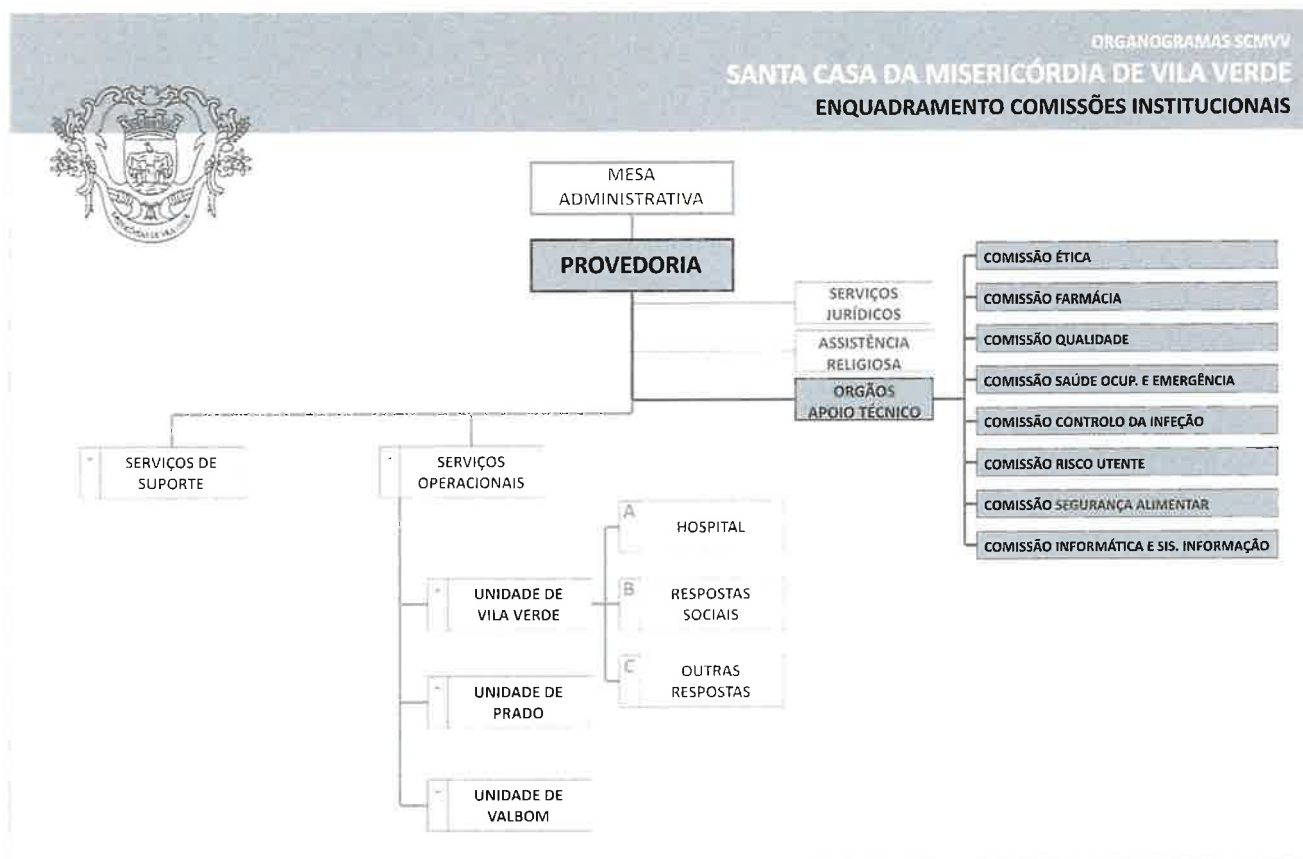 ORGANOGRAMAS SCMVV
SANTA CASA DA MISERICÓRDIA DE VILA VERDE
ENQUADRAMENTO COMISSÕES INSTITUCIONAIS
MESA
ADMINISTRATIVA
PROVEDORIA
SERVIÇOS
JURÍDICOS
ASSISTÊNCIA
RELIGIOSA
ORGÃOS
APOIO TÉCNICO
COMISSÃO ÉTICA
COMISSÃO FARMÁCIA
COMISSÃO QUALIDADE
COMISSÃO SAÚDE OCUP. E EMERGÊNCIA
COMISSÃO CONTROLO DA INFEÇÃO
COMISSÃO RISCO UTENTE
COMISSÃO SEGURANÇA ALIMENTAR
COMISSÃO INFORMÁTICA E SIS. INFORMAÇÃO
SERVIÇOS DE
SUPORTE
SERVIÇOS
OPERACIONAIS
A
HOSPITAL
UNIDADE DE
VILA VERDE
B
RESPOSTAS
SOCIAIS
C
OUTRAS
RESPOSTAS
UNIDADE DE
PRADO
UNIDADE DE
VALBOM